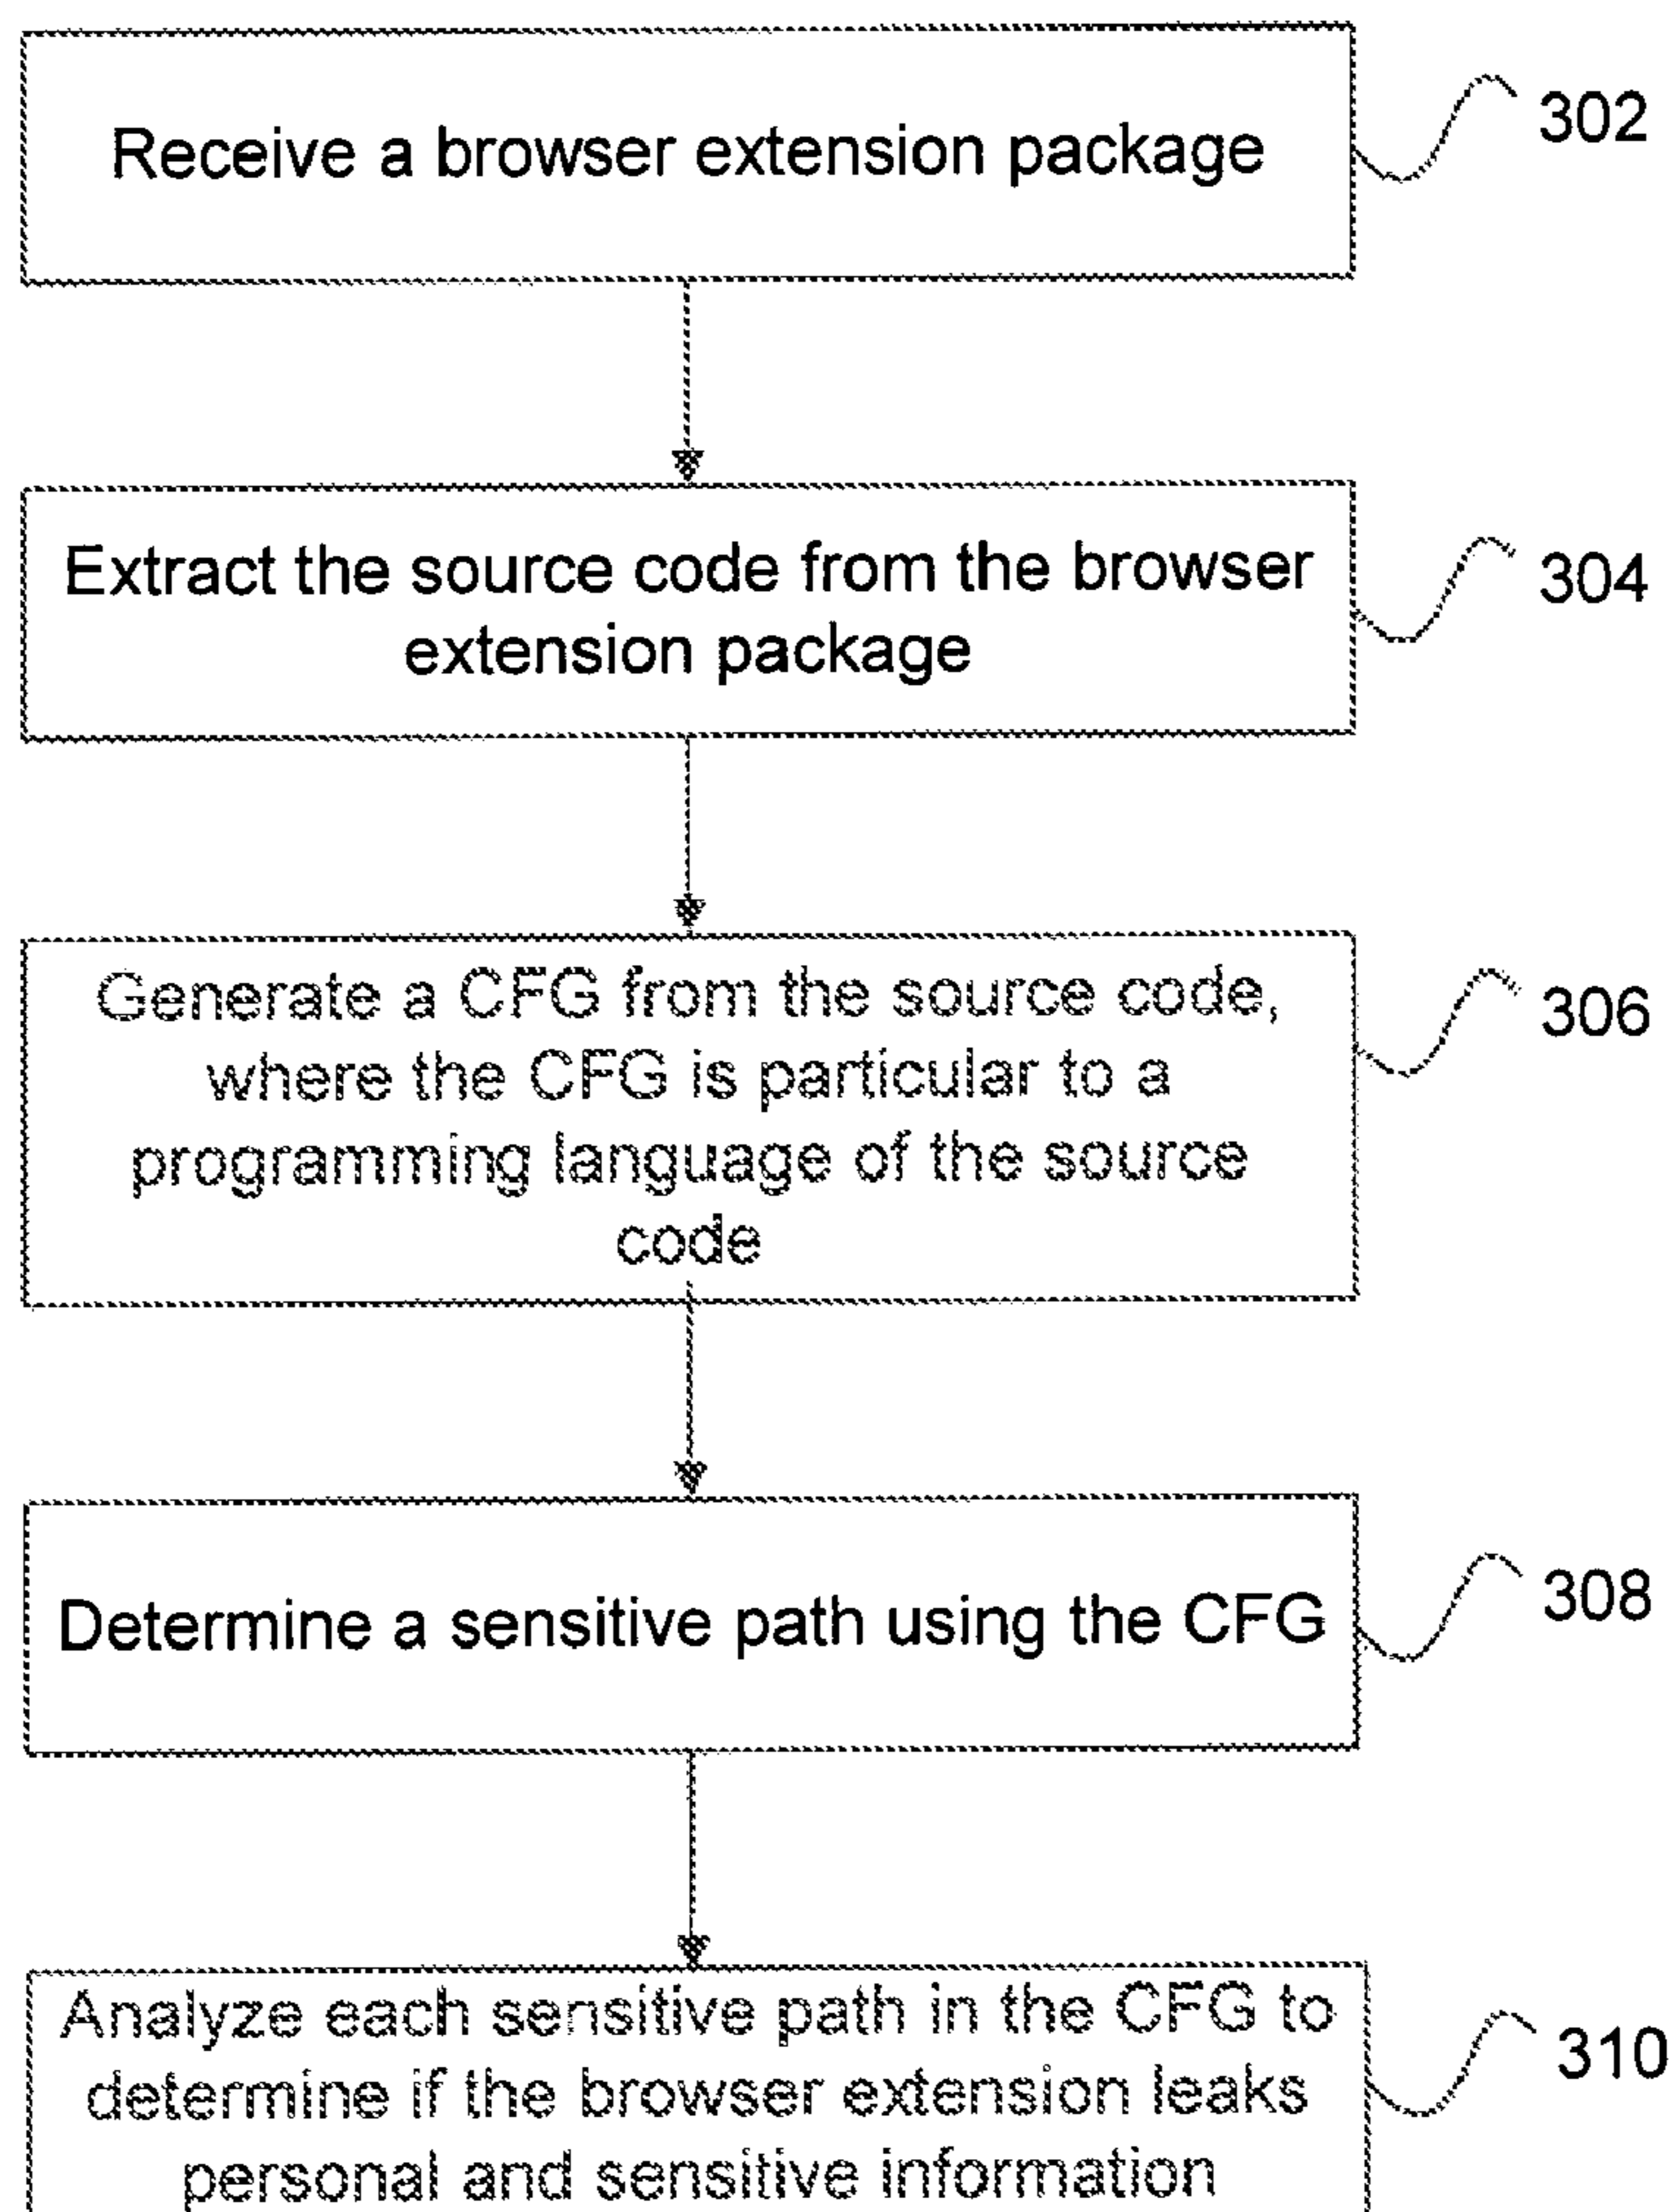 Receive a browser extension package
302
Extract the source code from the browser
extension package
304
Generate a CFG from the source code,
where the CFG is particular to a
programming language of the source
code
306
Determine a sensitive path using the CFG
308
Analyze each sensitive path in the CFG to
determine if the browser extension leaks
personal and sensitive information
310